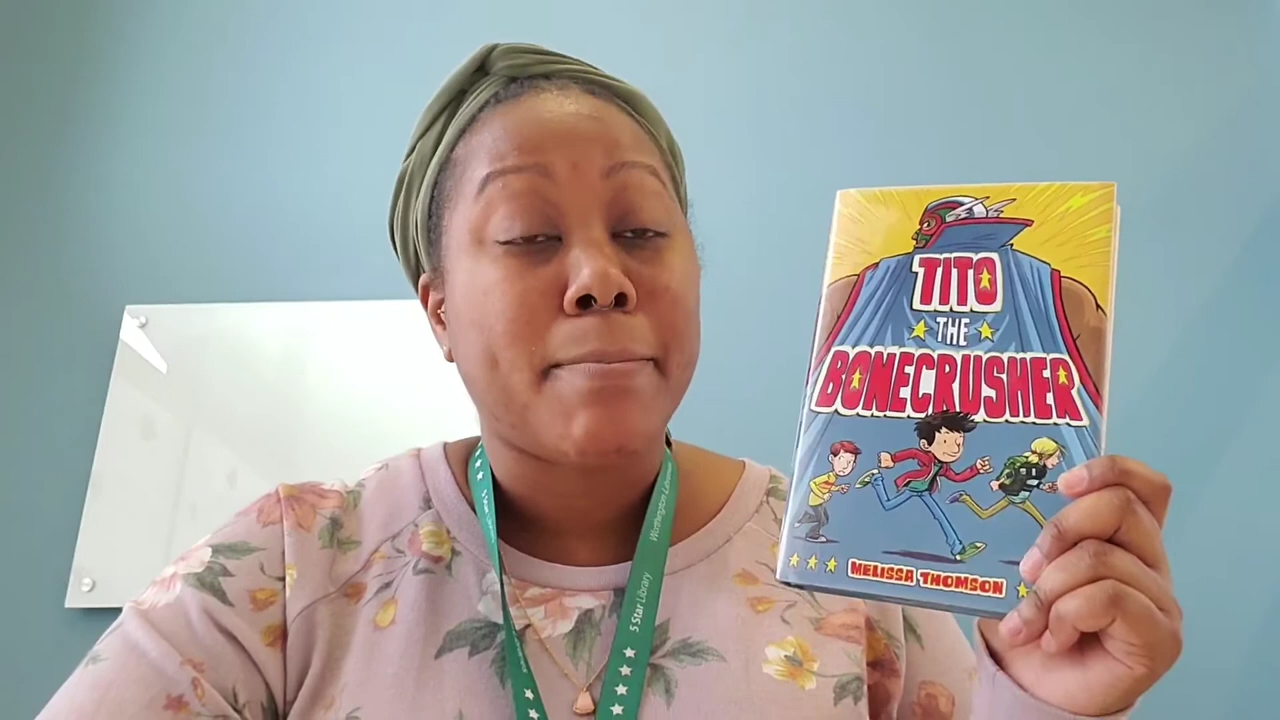 TITO
THE
BONECRUSHER
MELISSA THOMSON
5 Star Library
Worthington Libraries